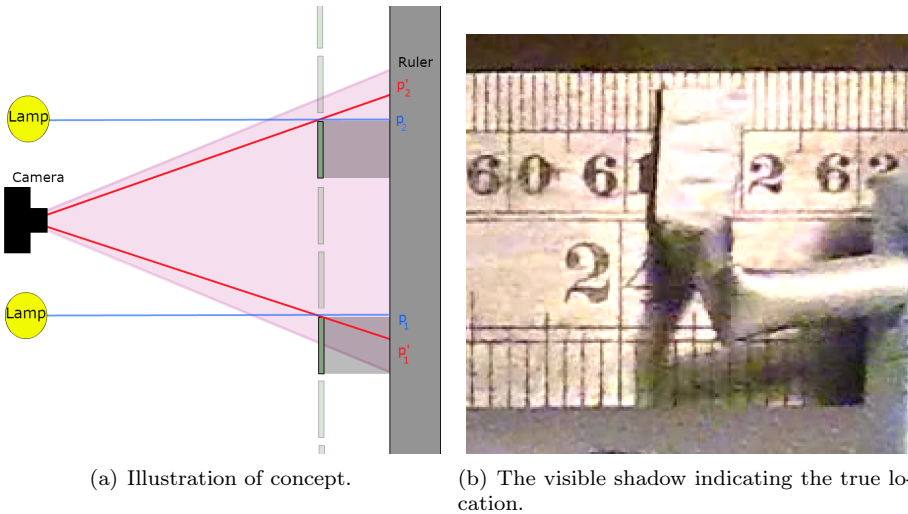 Ruler
p'2
Lamp
p2
Camera
Lamp
p1
p'1
60 61 2 62
24
(a) Illustration of concept.
(b) The visible shadow indicating the true lo-
cation.